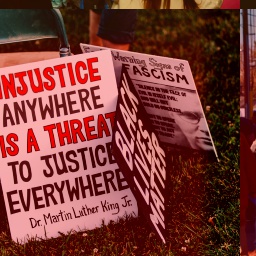 INJUSTICE
ANYWHERE
IS A THREAT
TO JUSTICE
EVERYWHERE
Dr. Martin Luther King Jr.
BLACK
LIVES
MATTER
Warning Signs of
FASCISM